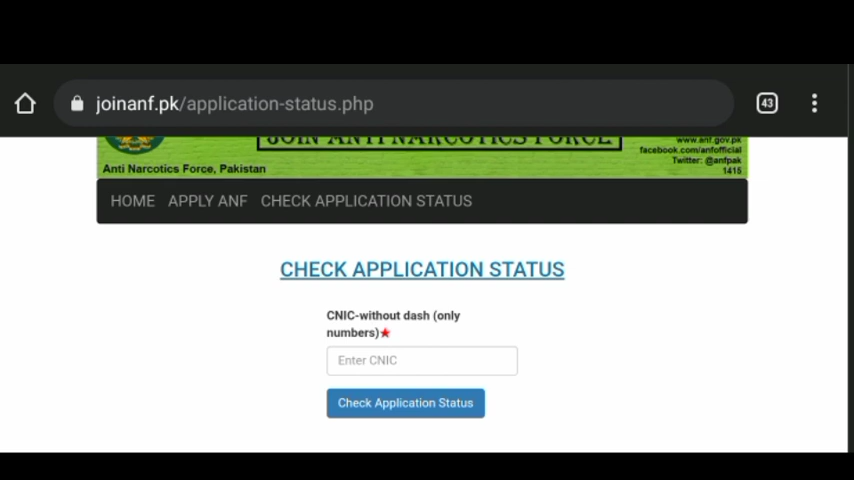 joinanf.pk/application-status.php
43
JOIN ANTI NARCOTICS FORCE
www.anf.gov.pk
facebook.com/anfofficial
Twitter: @anfpak
1415
Anti Narcotics Force, Pakistan
HOME APPLY ANF CHECK APPLICATION STATUS
CHECK APPLICATION STATUS
CNIC-without dash (only
numbers)★
Enter CNIC
Check Application Status